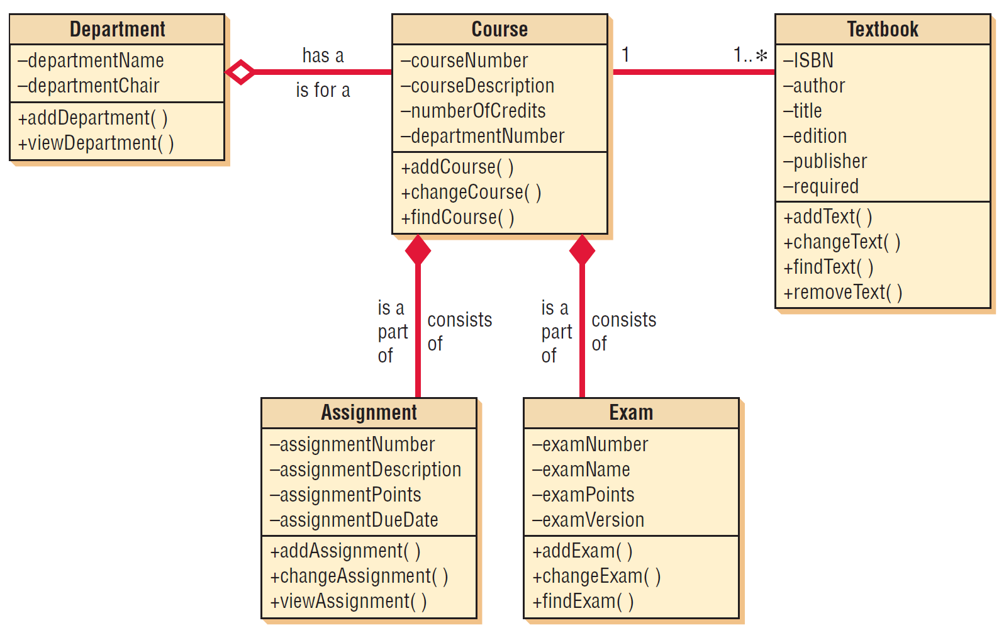 Department
–departmentName
–departmentChair
+addDepartment( )
+viewDepartment( )
has a
is for a
Course
–courseNumber
–courseDescription
–numberOfCredits
–departmentNumber
+addCourse( )
+changeCourse( )
+findCourse( )
1
1..*
Textbook
–ISBN
–author
–title
–edition
–publisher
–required
+addText( )
+changeText( )
+findText( )
+removeText( )
is a
part
of
consists
of
is a
part
of
consists
of
Assignment
–assignmentNumber
–assignmentDescription
–assignmentPoints
–assignmentDueDate
+addAssignment( )
+changeAssignment( )
+viewAssignment( )
Exam
–examNumber
–examName
–examPoints
–examVersion
+addExam( )
+changeExam( )
+findExam( )